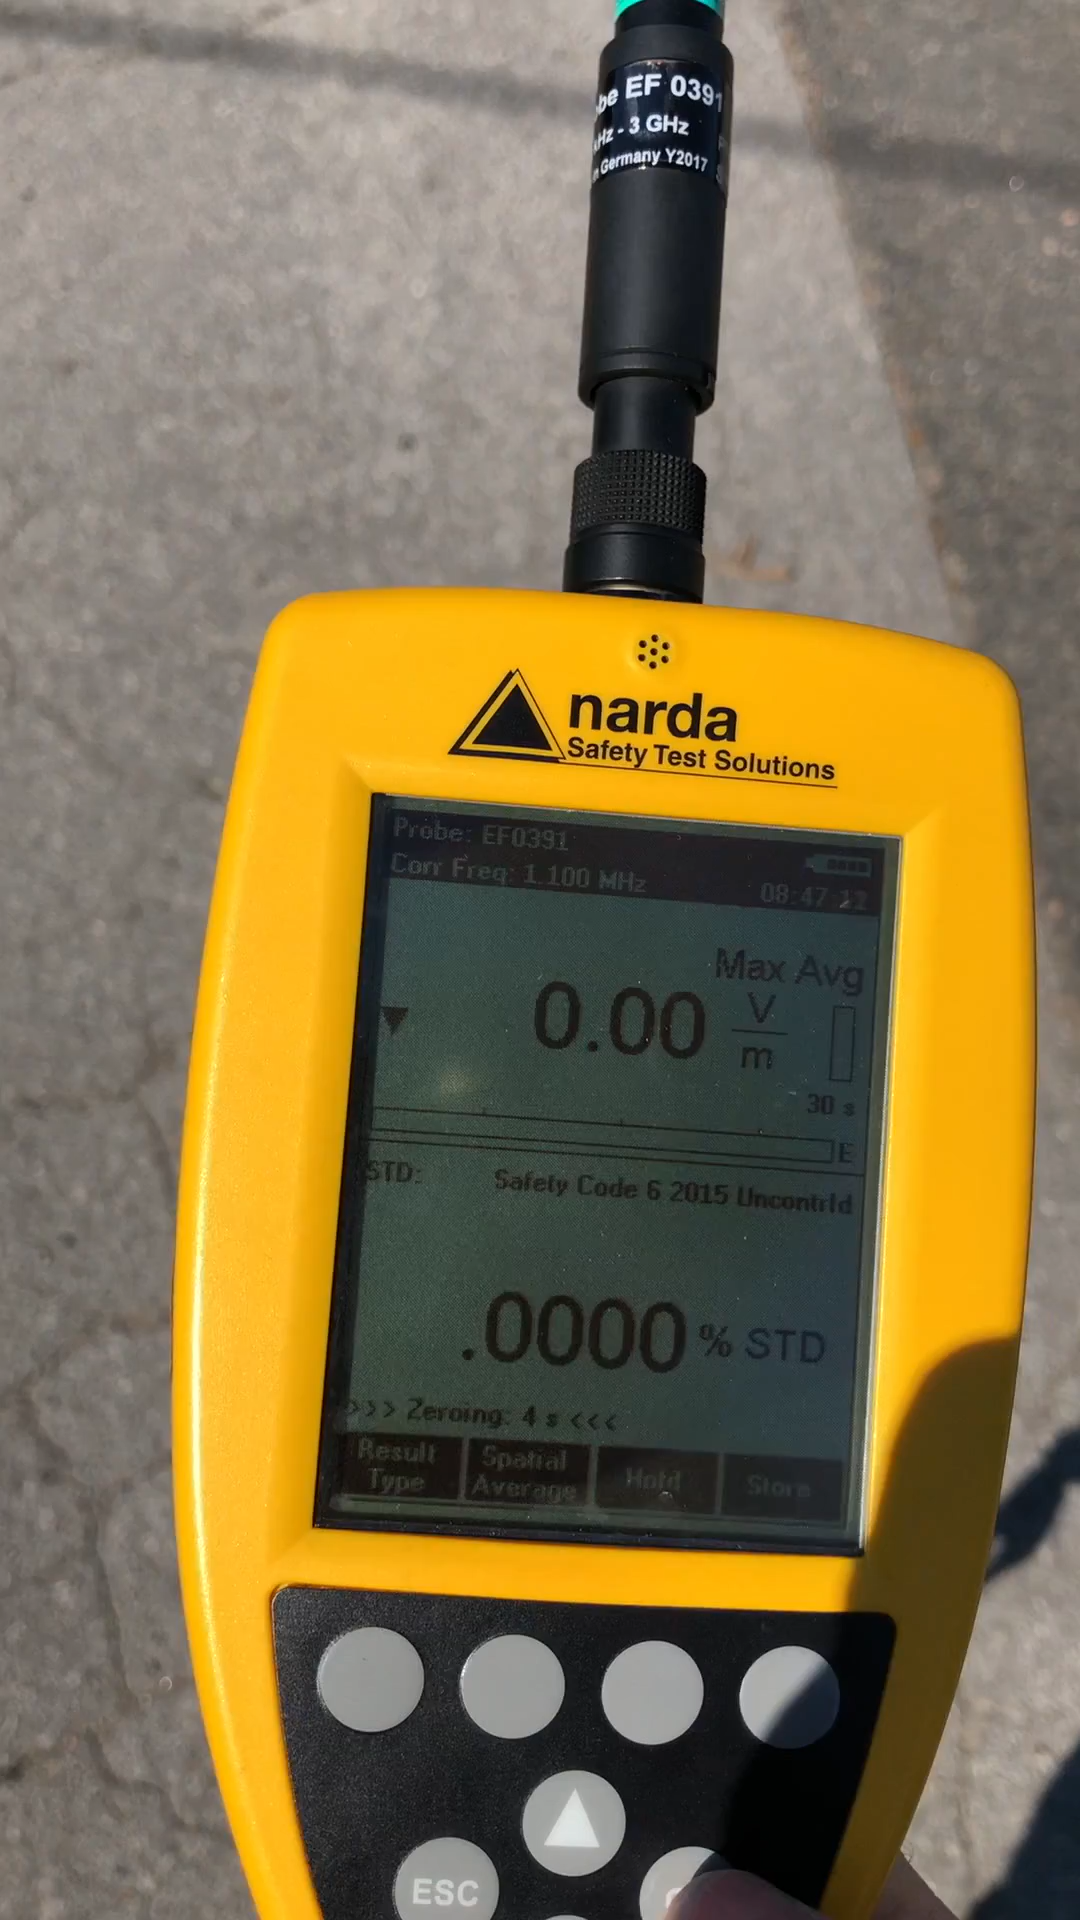 EF 0391
- 3 GHz
Germany Y2017
narda
Safety Test Solutions
Probe: EF0391
Corr Freq: 1.100 MHz
08:47:12
Max Avg
0.00 V/m
30 s
E
STD: Safety Code 6 2015 Uncontrld
.0000 % STD
>>> Zeroing: 4 s <<<
Result Type
Spatial Average
Hold
Store
ESC